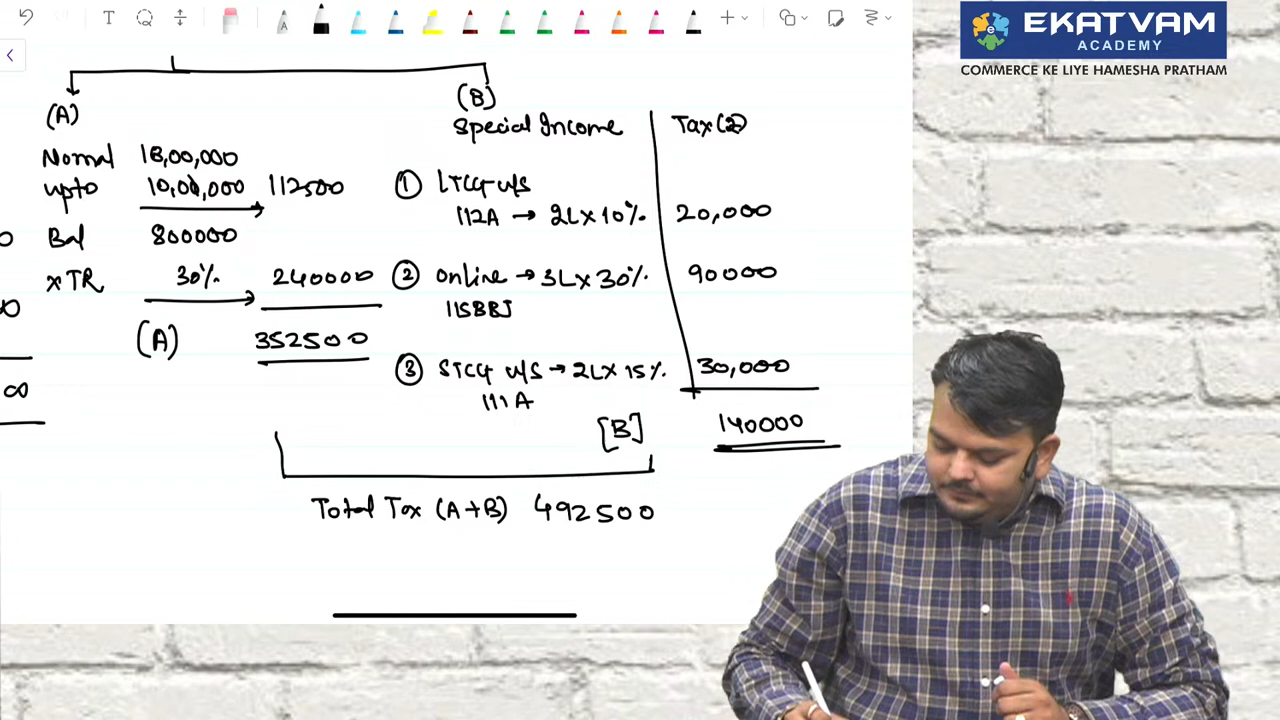 EKATVAM
ACADEMY
COMMERCE KE LIYE HAMESHA PRATHAM
(A)
Normal 18,00,000
upto 10,00,000 112500
Bal 800000
x TR 30% 240000
(A) 352500
(B)
Special Income Tax (₹)
① LTCG u/s
112A → 2L x 10% 20,000
② Online → 3L x 30% 90000
115BBJ
③ STCG u/s → 2L x 15% 30,000
111A
[B] 140000
Total Tax (A+B) 492500